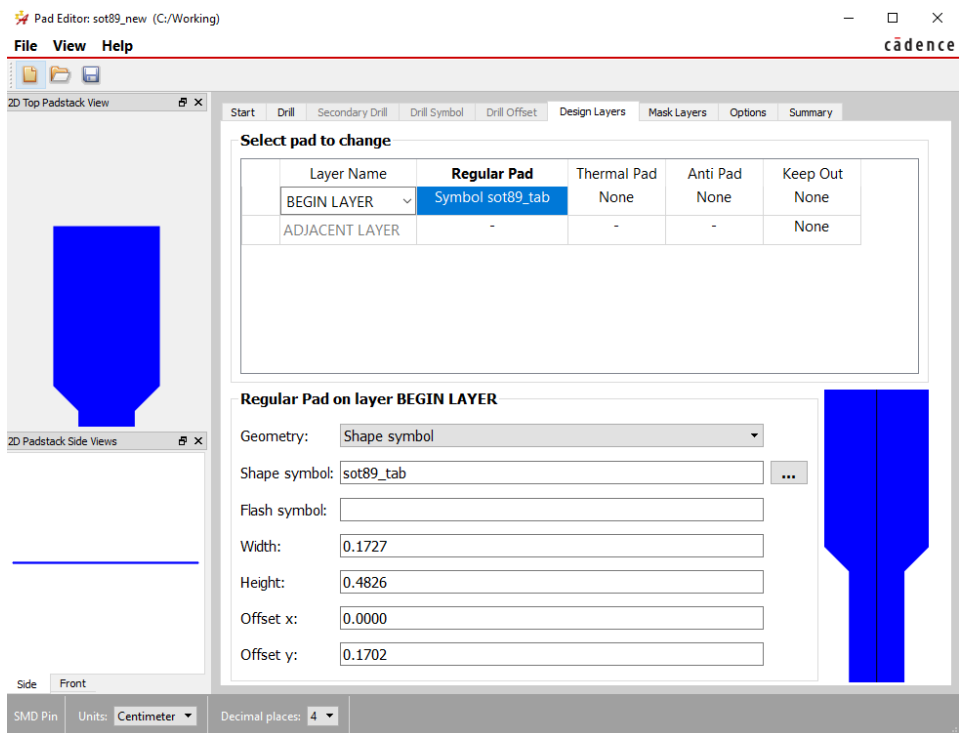 Pad Editor: sot89_new (C:/Working)
File View Help
cādence
2D Top Padstack View
Start Drill Secondary Drill Drill Symbol Drill Offset Design Layers Mask Layers Options Summary
Select pad to change
Layer Name Regular Pad Thermal Pad Anti Pad Keep Out
BEGIN LAYER Symbol sot89_tab None None None
ADJACENT LAYER - - - None
Regular Pad on layer BEGIN LAYER
Geometry: Shape symbol
2D Padstack Side Views
Shape symbol: sot89_tab ...
Flash symbol:
Width: 0.1727
Height: 0.4826
Offset x: 0.0000
Offset y: 0.1702
Side Front
SMD Pin Units: Centimeter Decimal places: 4